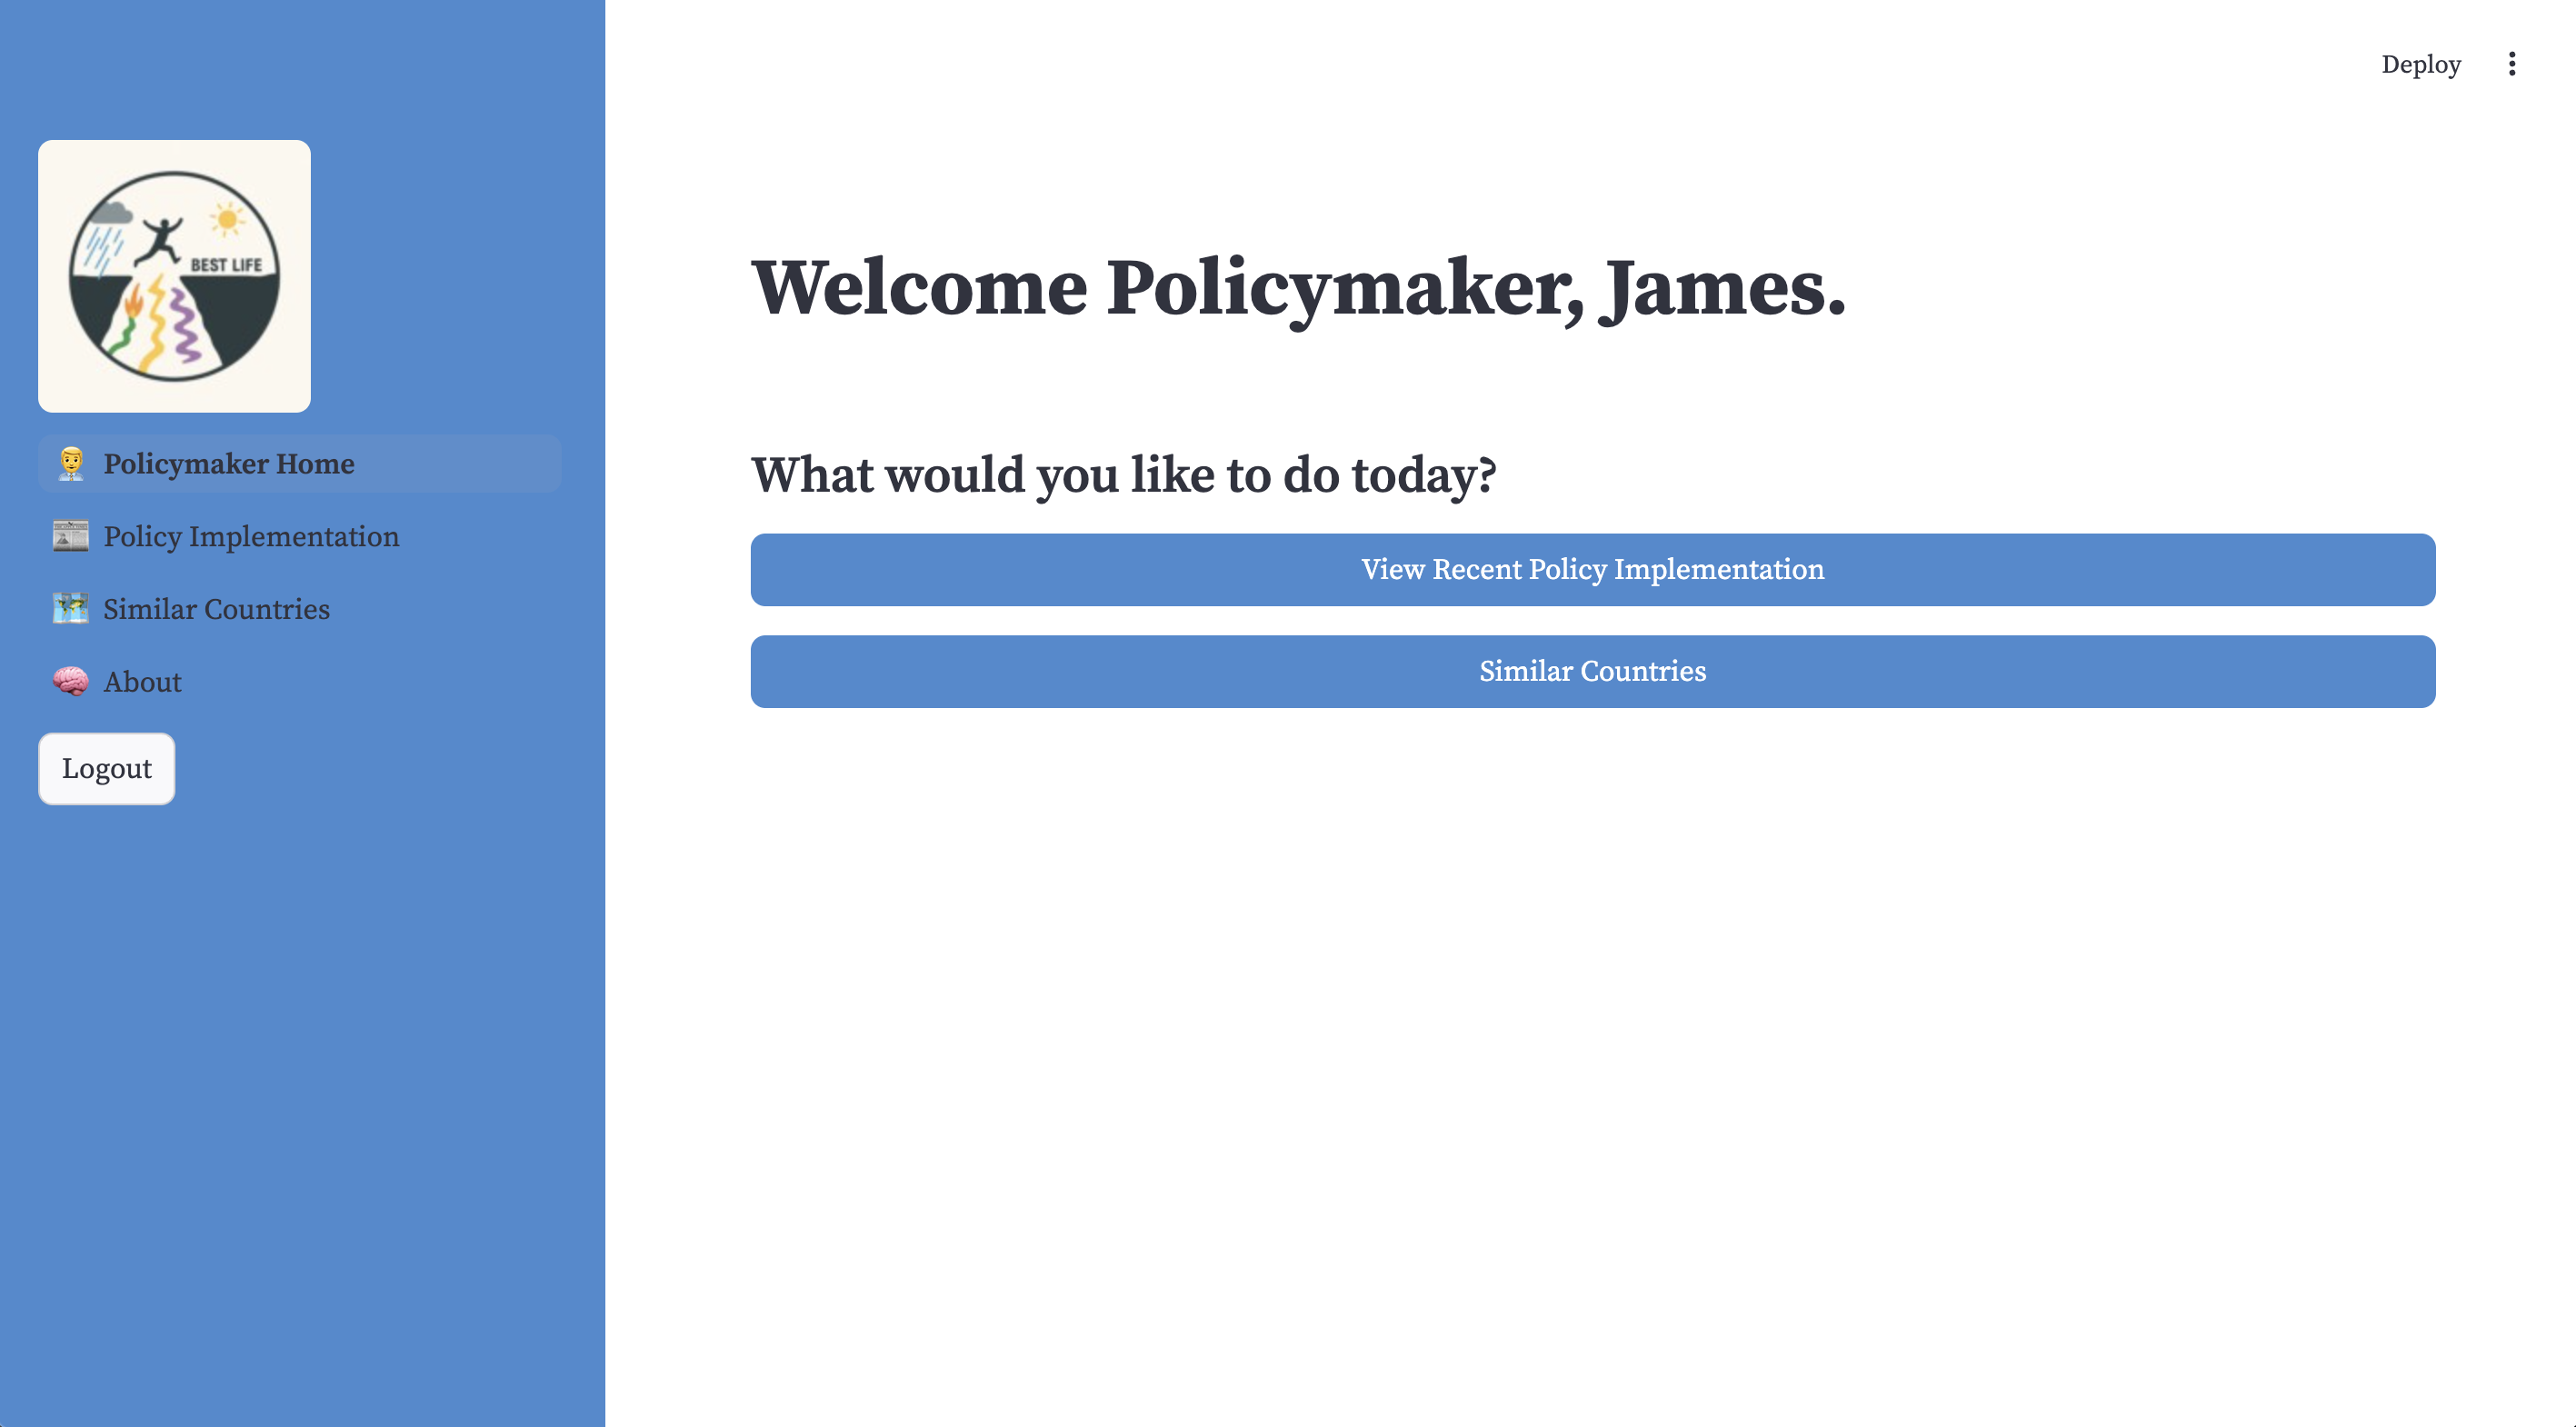 Deploy
BEST LIFE
Policymaker Home
Policy Implementation
Similar Countries
About
Logout
Welcome Policymaker, James.
What would you like to do today?
View Recent Policy Implementation
Similar Countries